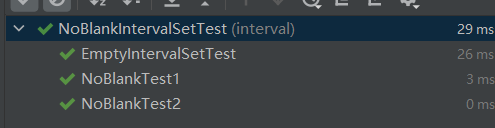 NoBlankIntervalSetTest (interval) 29 ms
EmptyIntervalSetTest 26 ms
NoBlankTest1 3 ms
NoBlankTest2 0 ms